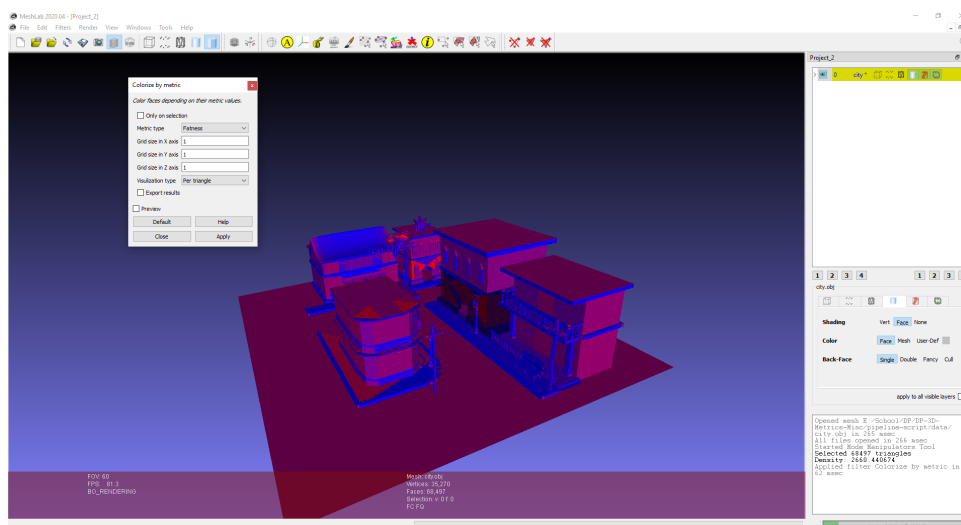 MeshLab 2020.04 - [Project_2]
File Edit Filters Render View Windows Tools Help
Project_2
0 city *
Colorize by metric
Color faces depending on their metric values.
Only on selection
Metric type Fatness
Grid size in X axis 1
Grid size in Y axis 1
Grid size in Z axis 1
Visulization type Per triangle
Export results
Preview
Default Help
Close Apply
1 2 3 4 1 2 3
city.obj
Shading Vert Face None
Color Face Mesh User-Def
Back-Face Single Double Fancy Cull
apply to all visible layers
Opened mesh E:/School/DP/DP-3D-
Metrics-Misc/pipeline-script/data/
city.obj in 265 msec
All files opened in 266 msec
Started Mode Manipulators Tool
Selected 68497 triangles
Density: 2660.440674
Applied filter Colorize by metric in
62 msec
FOV: 60
FPS: 81.3
BO_RENDERING
Mesh: city.obj
Vertices: 35,270
Faces: 68,497
Selection: v: 0 f: 0
FC FQ